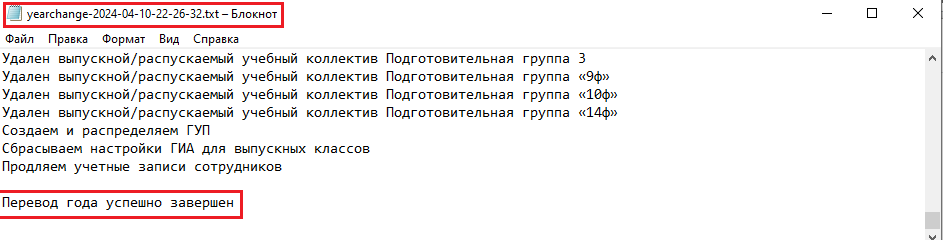 yearchange-2024-04-10-22-26-32.txt – Блокнот
Файл Правка Формат Вид Справка
Удален выпускной/распускаемый учебный коллектив Подготовительная группа 3
Удален выпускной/распускаемый учебный коллектив Подготовительная группа «9ф»
Удален выпускной/распускаемый учебный коллектив Подготовительная группа «10ф»
Удален выпускной/распускаемый учебный коллектив Подготовительная группа «14ф»
Создаем и распределяем ГУП
Сбрасываем настройки ГИА для выпускных классов
Продляем учетные записи сотрудников
Перевод года успешно завершен